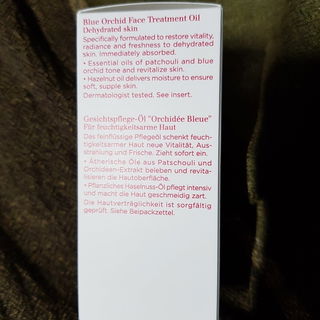 Blue Orchid Face Treatment Oil
Dehydrated skin
Specifically formulated to restore vitality,
radiance and freshness to dehydrated
skin. Immediately absorbed.
• Essential oils of patchouli and blue
orchid tone and revitalize skin.
• Hazelnut oil delivers moisture to ensure
soft, supple skin.
Dermatologist tested. See insert.
Gesichtspflege-Öl "Orchidée Bleue"
Für feuchtigkeitsarme Haut
Das feinflüssige Pflegeöl schenkt feuch-
tigkeitsarmer Haut neue Vitalität, Aus-
strahlung und Frische. Zieht sofort ein.
• Ätherische Öle aus Patschouli und
Orchideen-Extrakt beleben und revita-
lisieren die Hautoberfläche.
• Pflanzliches Haselnuss-Öl pflegt intensiv
und macht die Haut geschmeidig zart.
Die Hautverträglichkeit ist sorgfältig
geprüft. Siehe Beipackzettel.